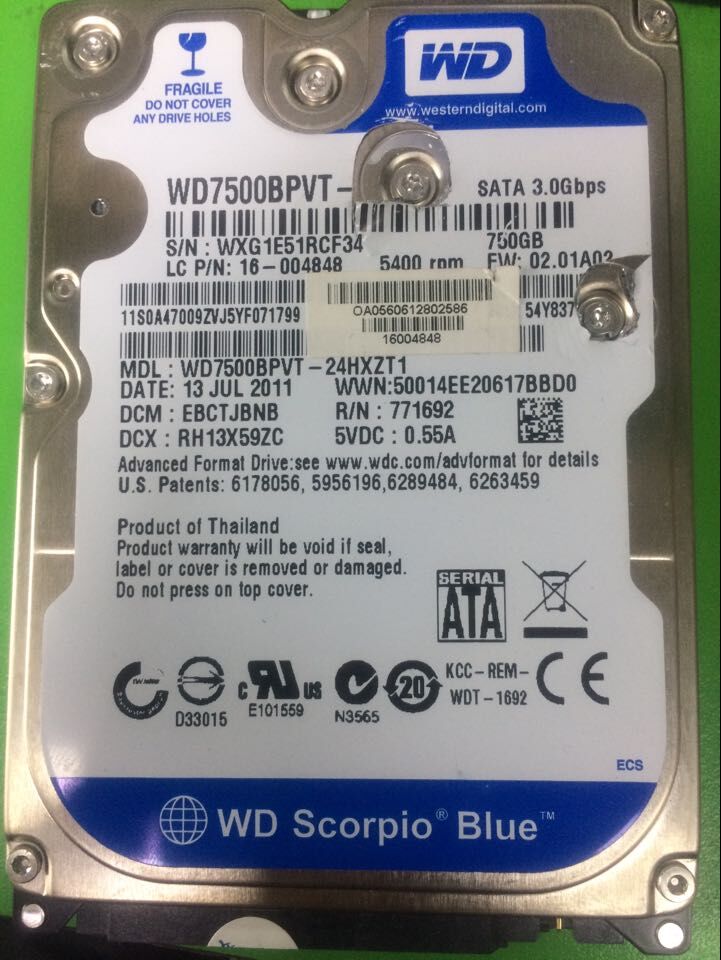 FRAGILE
DO NOT COVER
ANY DRIVE HOLES
WD
www.westerndigital.com
WD7500BPVT-
SATA 3.0Gbps
S/N : WXG1E51RCF34
750GB
LC P/N: 16-004848
5400 rpm
FW: 02.01A03
11S0A47009ZVJ5YF071799
OA0560612802586
16004848
54Y837
MDL : WD7500BPVT-24HXZT1
DATE: 13 JUL 2011
WWN:50014EE20617BBD0
DCM : EBCTJBNB
R/N : 771692
DCX : RH13X59ZC
5VDC : 0.55A
Advanced Format Drive:see www.wdc.com/advformat for details
U.S. Patents: 6178056, 5956196,6289484, 6263459
Product of Thailand
Product warranty will be void if seal,
label or cover is removed or damaged.
Do not press on top cover.
SERIAL
ATA
D33015
C
US
E101559
N3565
20
KCC-REM-
WDT-1692
CE
ECS
WD Scorpio® Blue™